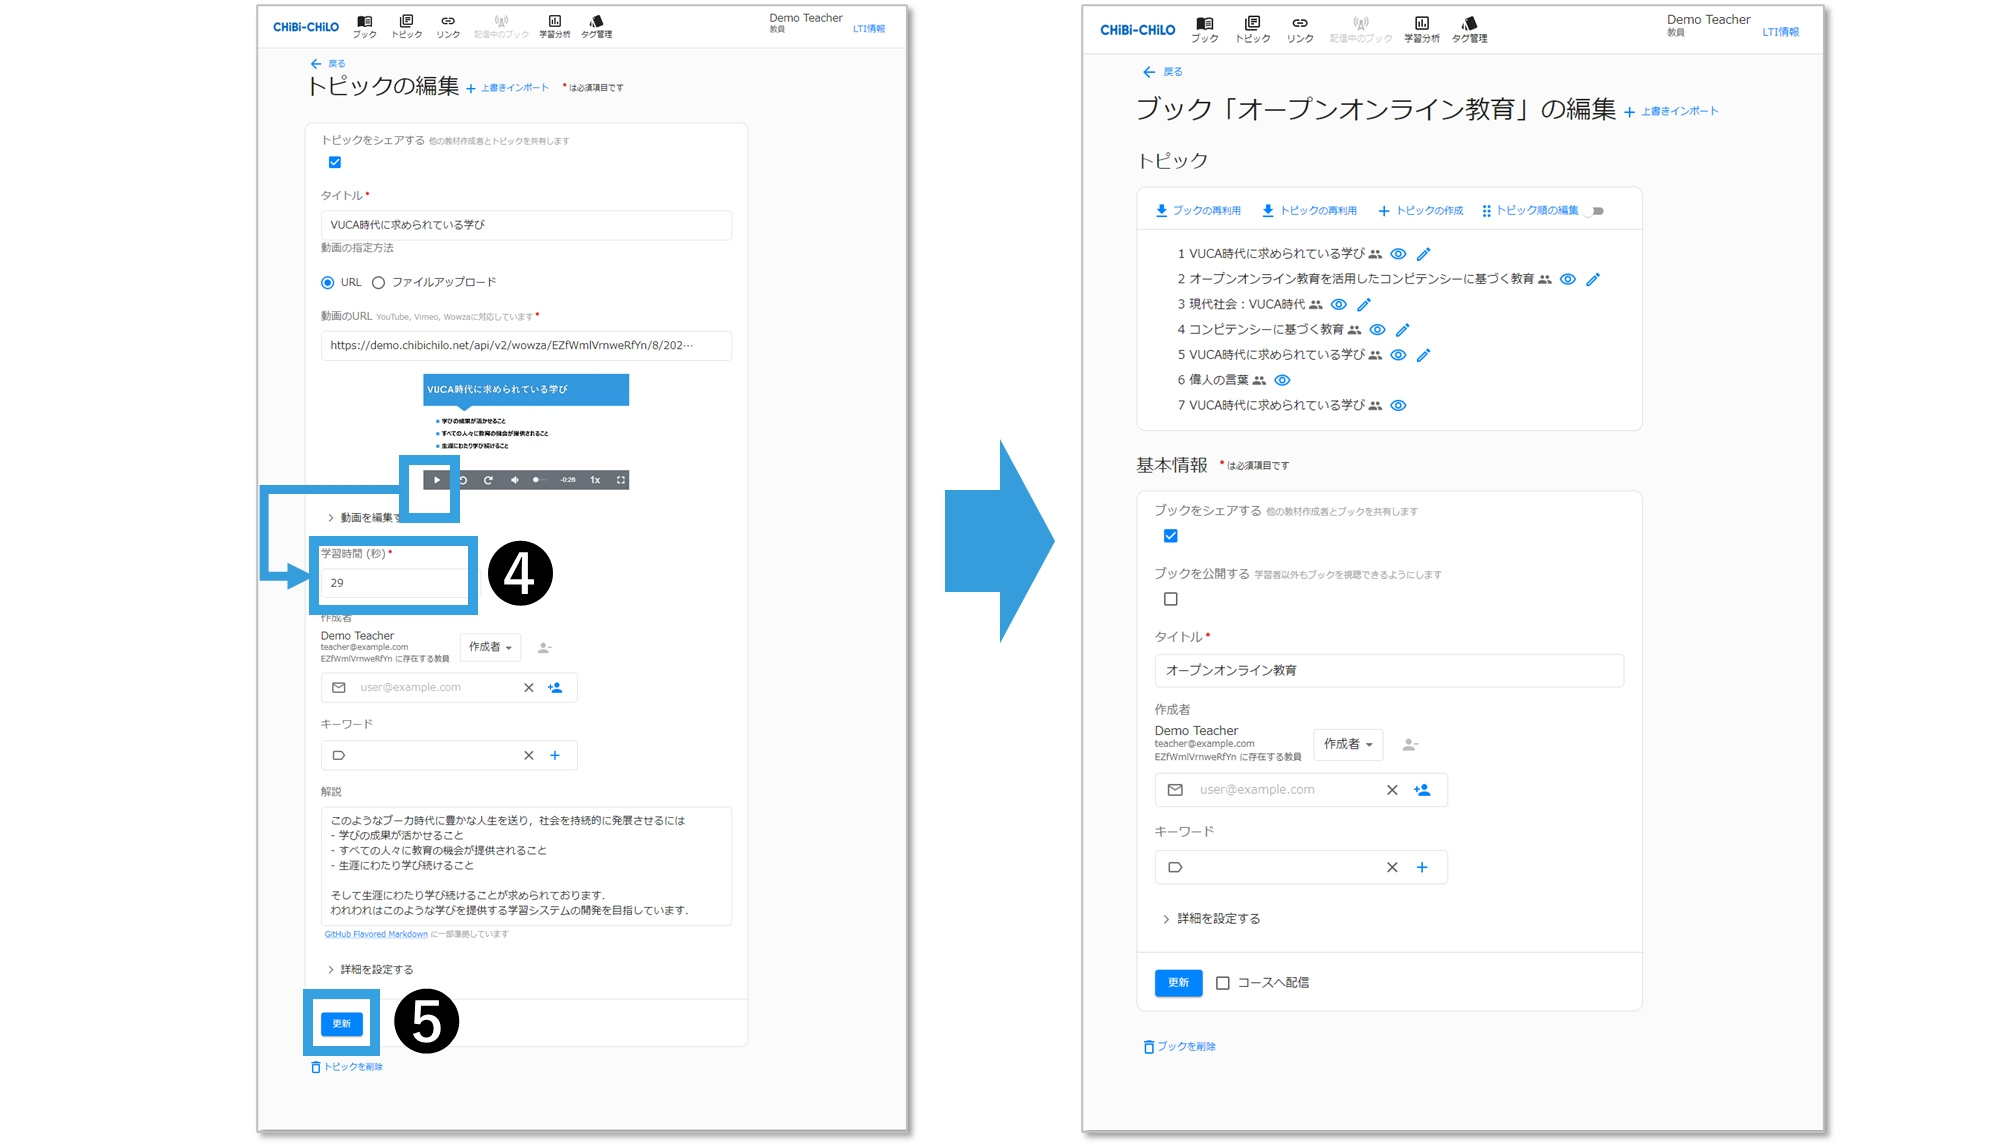 CHiBi-CHiLO
ブック
トピック
リンク
配信中のブック
学習分析
タグ管理
Demo Teacher
教員
LTI情報
戻る
トピックの編集
上書きインポート
*は必須項目です
トピックをシェアする 他の教材作成者とトピックを共有します
タイトル*
VUCA時代に求められている学び
動画の指定方法
URL
ファイルアップロード
動画のURL YouTube, Vimeo, Wowzaに対応しています*
https://demo.chibichilo.net/api/v2/wowza/EZfWmlVrnweRfYn/8/202…
VUCA時代に求められている学び
学びの成果が活かせること
すべての人々に教育の機会が提供されること
生涯にわたり学び続けること
-0:26
1x
動画を編集す
学習時間 (秒)*
29
❹
作成者
Demo Teacher
teacher@example.com
EZfWmlVrnweRfYn に存在する教員
作成者
user@example.com
キーワード
解説
このようなブーカ時代に豊かな人生を送り，社会を持続的に発展させるには
- 学びの成果が活かせること
- すべての人々に教育の機会が提供されること
- 生涯にわたり学び続けること
そして生涯にわたり学び続けることが求められております．
われわれはこのような学びを提供する学習システムの開発を目指しています．
GitHub Flavored Markdown に一部準拠しています
詳細を設定する
更新
❺
トピックを削除
CHiBi-CHiLO
ブック
トピック
リンク
配信中のブック
学習分析
タグ管理
Demo Teacher
教員
LTI情報
戻る
ブック「オープンオンライン教育」の編集
上書きインポート
トピック
ブックの再利用
トピックの再利用
トピックの作成
トピック順の編集
1 VUCA時代に求められている学び
2 オープンオンライン教育を活用したコンピテンシーに基づく教育
3 現代社会：VUCA時代
4 コンピテンシーに基づく教育
5 VUCA時代に求められている学び
6 偉人の言葉
7 VUCA時代に求められている学び
基本情報 *は必須項目です
ブックをシェアする 他の教材作成者とブックを共有します
ブックを公開する 学習者以外もブックを視聴できるようにします
タイトル*
オープンオンライン教育
作成者
Demo Teacher
teacher@example.com
EZfWmlVrnweRfYn に存在する教員
作成者
user@example.com
キーワード
詳細を設定する
更新
コースへ配信
ブックを削除